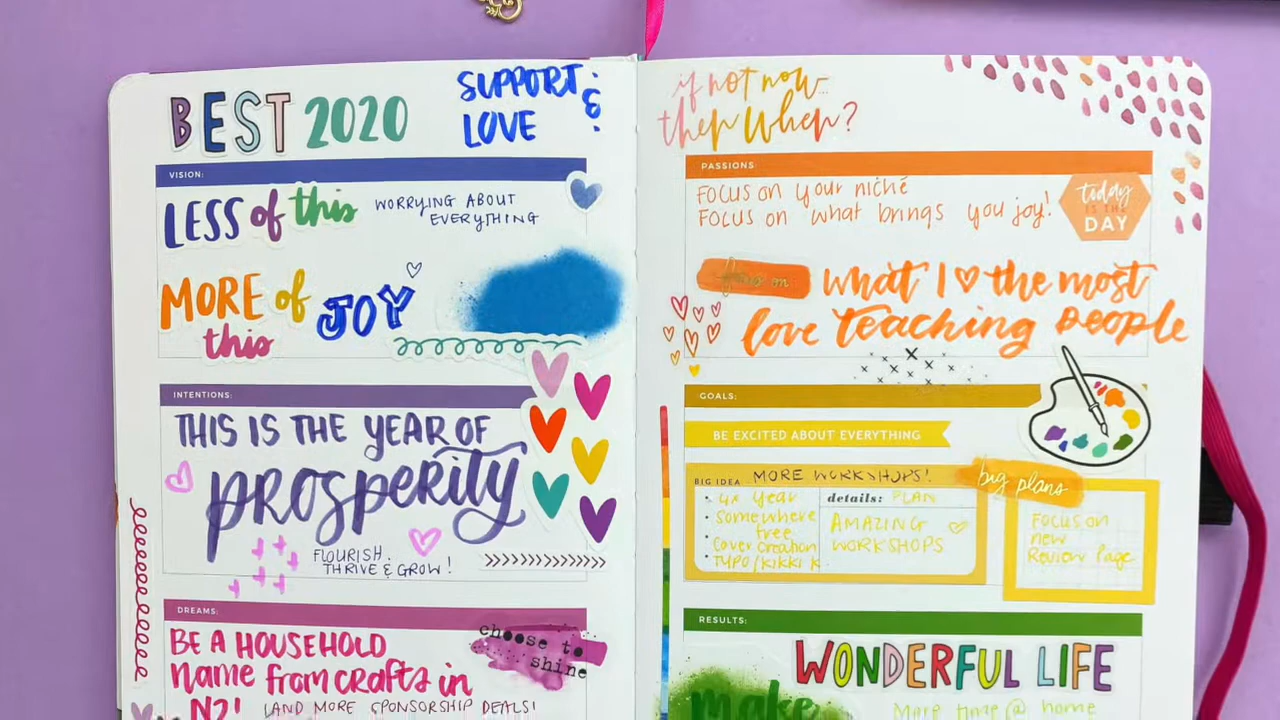 BEST 2020
SUPPORT &
LOVE
VISION:
LESS of this
WORRYING ABOUT
EVERYTHING
MORE of
this
JOY
INTENTIONS:
THIS IS THE YEAR OF
PROSPERITY
FLOURISH.
THRIVE & GROW!
DREAMS:
BE A HOUSEHOLD
name from crafts in
NZ!
LAND MORE SPONSORSHIP DEALS!
choose to
shine
if not now...
then when?
PASSIONS
FOCUS on your niché
FOCUS on what brings you joy!
today
IS THE
DAY
focus on
what I ♡ the most
love teaching people
GOALS:
BE EXCITED ABOUT EVERYTHING
BIG IDEA MORE WORKSHOPS!
big plans
• 4x year
• Somewhere
free
• Cover creation
• TYPO/KIKKI K.
details: PLAN
AMAZING
WORKSHOPS
Focus on
new
Review Page
RESULTS:
WONDERFUL LIFE
make
More time @ home